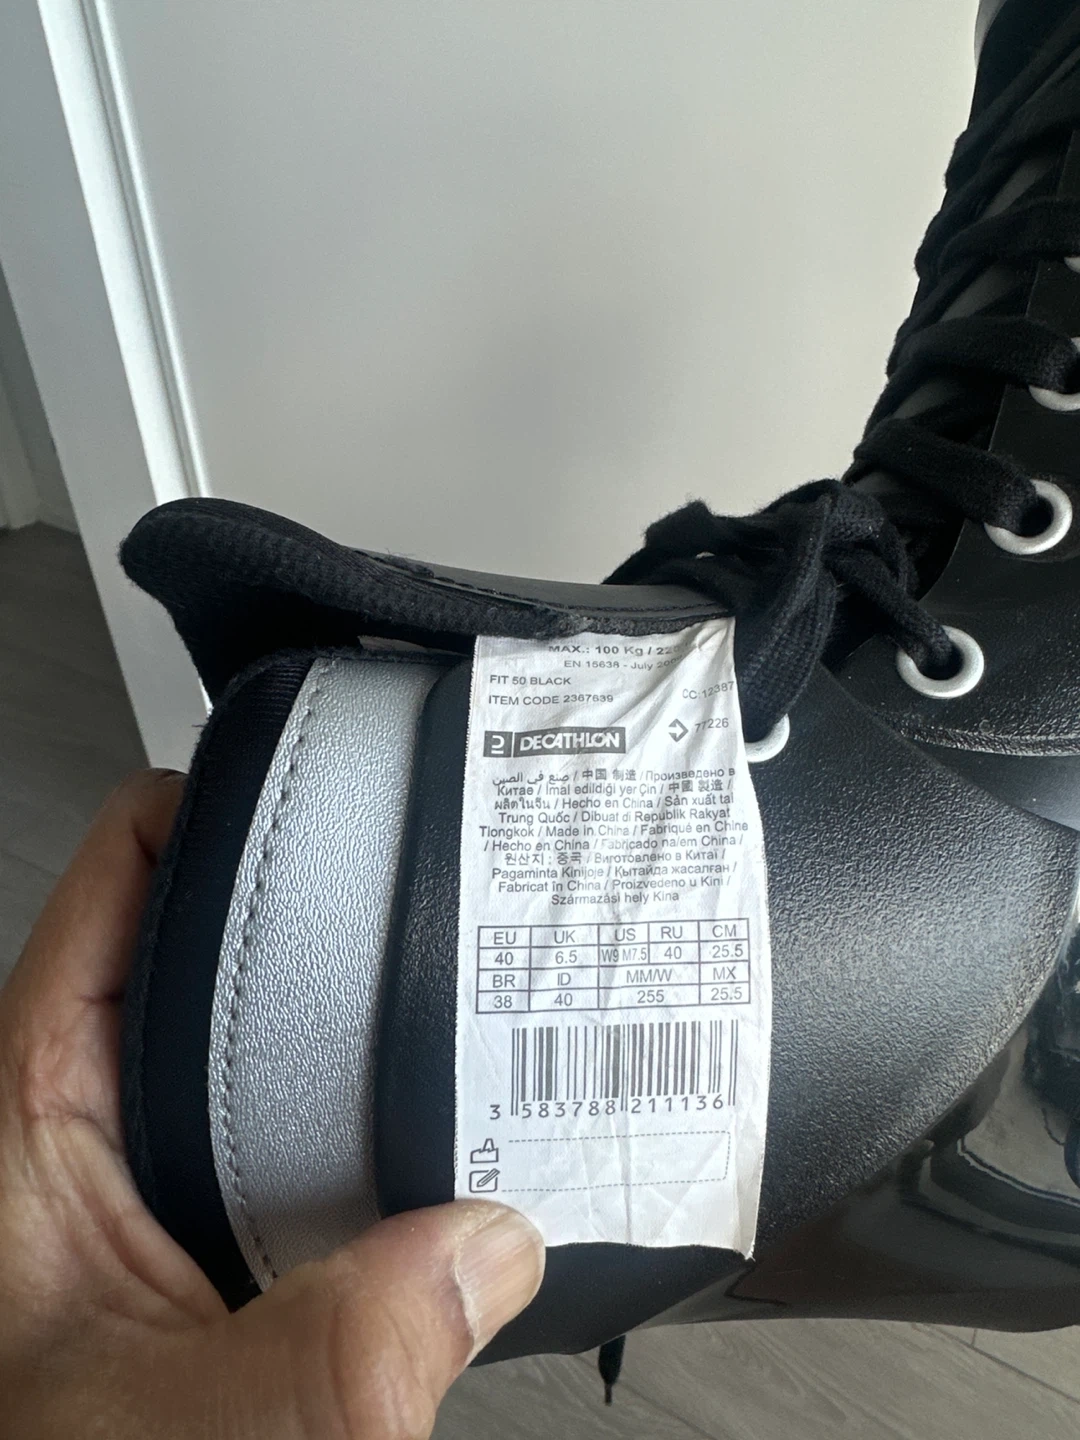 MAX.: 100 Kg / 220
EN 15638 - July
FIT 50 BLACK
ITEM CODE 2367639
CC:12387
DECATHLON
77226
صنع في الصين / 中国 制造 / Произведено в
Китае / İmal edildiği yer Çin / 中國 製造 /
ผลิตในจีน / Hecho en China / Sản xuất tại
Trung Quốc / Dibuat di Republik Rakyat
Tiongkok / Made in China / Fabriqué en Chine
/ Hecho en China / Fabricado na/em China /
원산지 : 중국 / Виготовлено в Китаї /
Pagaminta Kinijoje / Қытайда жасалған /
Fabricat în China / Proizvedeno u Kini /
Származási hely Kína
EU UK US RU CM
40 6.5 W9 M7.5 40 25.5
BR ID MM/W MX
38 40 255 25.5
3 583788 211136